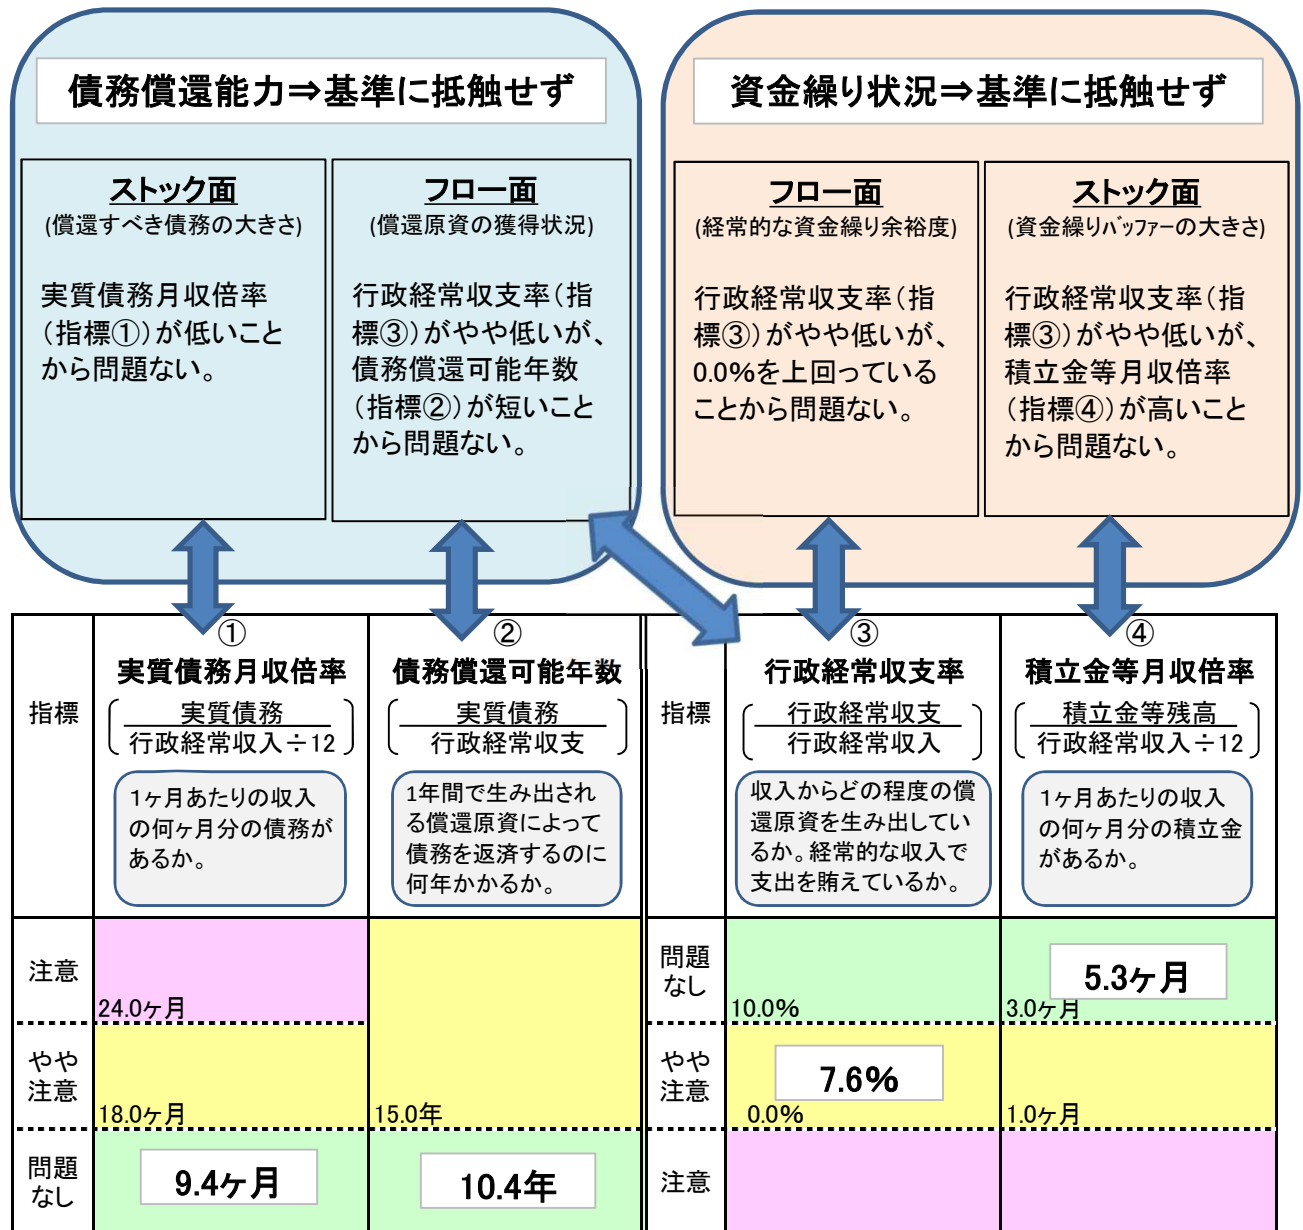 債務償還能力⇒基準に抵触せず
ストック面
(償還すべき債務の大きさ)
実質債務月収倍率
(指標①)が低いこと
から問題ない。
フロー面
(償還原資の獲得状況)
行政経常収支率(指
標③)がやや低いが、
債務償還可能年数
(指標②)が短いこと
から問題ない。
資金繰り状況⇒基準に抵触せず
フロー面
(経常的な資金繰り余裕度)
行政経常収支率(指
標③)がやや低いが、
0.0%を上回っている
ことから問題ない。
ストック面
(資金繰りバッファーの大きさ)
行政経常収支率(指
標③)がやや低いが、
積立金等月収倍率
(指標④)が高いこと
から問題ない。
指標
①
実質債務月収倍率
実質債務
行政経常収入÷12
1ヶ月あたりの収入
の何ヶ月分の債務が
あるか。
②
債務償還可能年数
実質債務
行政経常収支
1年間で生み出され
る償還原資によって
債務を返済するのに
何年かかるか。
指標
③
行政経常収支率
行政経常収支
行政経常収入
収入からどの程度の償
還原資を生み出してい
るか。経常的な収入で
支出を賄えているか。
④
積立金等月収倍率
積立金等残高
行政経常収入÷12
1ヶ月あたりの収入
の何ヶ月分の積立金
があるか。
注意
24.0ヶ月
やや
注意
18.0ヶ月
15.0年
問題
なし
9.4ヶ月
10.4年
問題
なし
10.0%
5.3ヶ月
3.0ヶ月
やや
注意
7.6%
0.0%
1.0ヶ月
注意